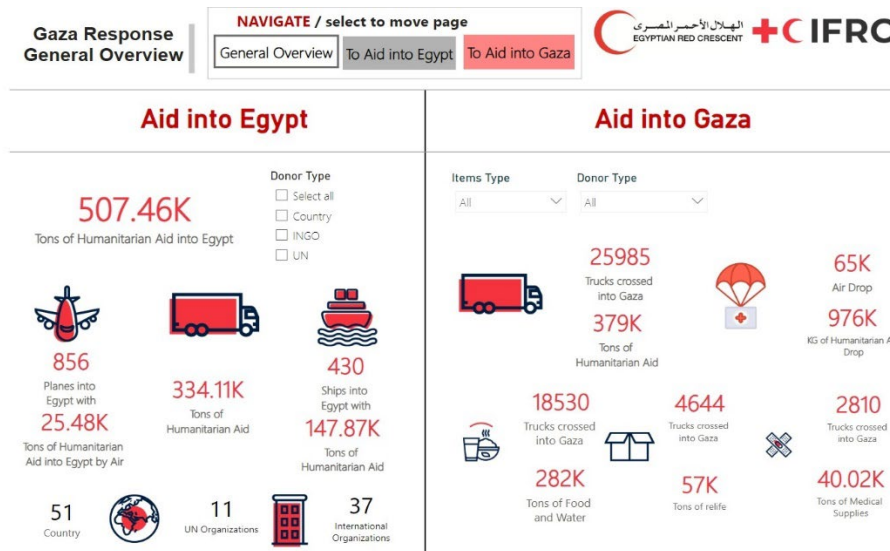 Gaza Response
General Overview
NAVIGATE / select to move page
General Overview
To Aid into Egypt
To Aid into Gaza
الهلال الأحمر المصرى
EGYPTIAN RED CRESCENT
IFRC
Aid into Egypt
507.46K
Tons of Humanitarian Aid into Egypt
Donor Type
Select all
Country
INGO
UN
856
Planes into
Egypt with
25.48K
Tons of Humanitarian
Aid into Egypt by Air
334.11K
Tons of
Humanitarian Aid
430
Ships into
Egypt with
147.87K
Tons of
Humanitarian Aid
51
Country
11
UN Organizations
37
International
Organizations
Aid into Gaza
Items Type
All
Donor Type
All
25985
Trucks crossed
into Gaza
379K
Tons of
Humanitarian Aid
65K
Air Drop
976K
KG of Humanitarian A
Drop
18530
Trucks crossed
into Gaza
282K
Tons of Food
and Water
4644
Trucks crossed
into Gaza
57K
Tons of relife
2810
Trucks crossed
into Gaza
40.02K
Tons of Medical
Supplies